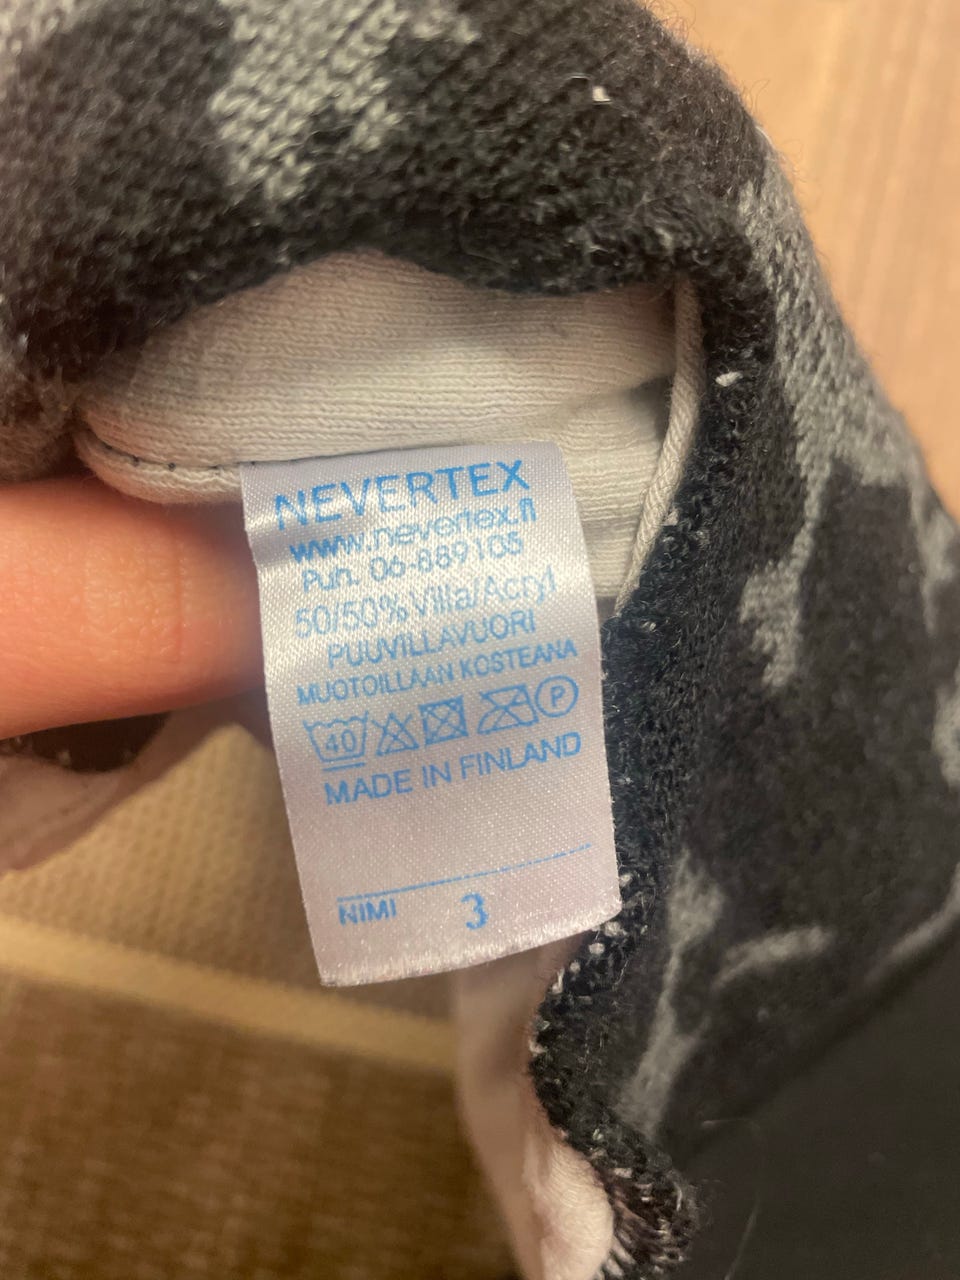 NEVERTEX
www.nevertex.fi
Puh. 06-889105
50/50% Villa/Acryl
PUUVILLAVUORI
MUOTOILLAAN KOSTEANA
40 P
MADE IN FINLAND
NIMI 3